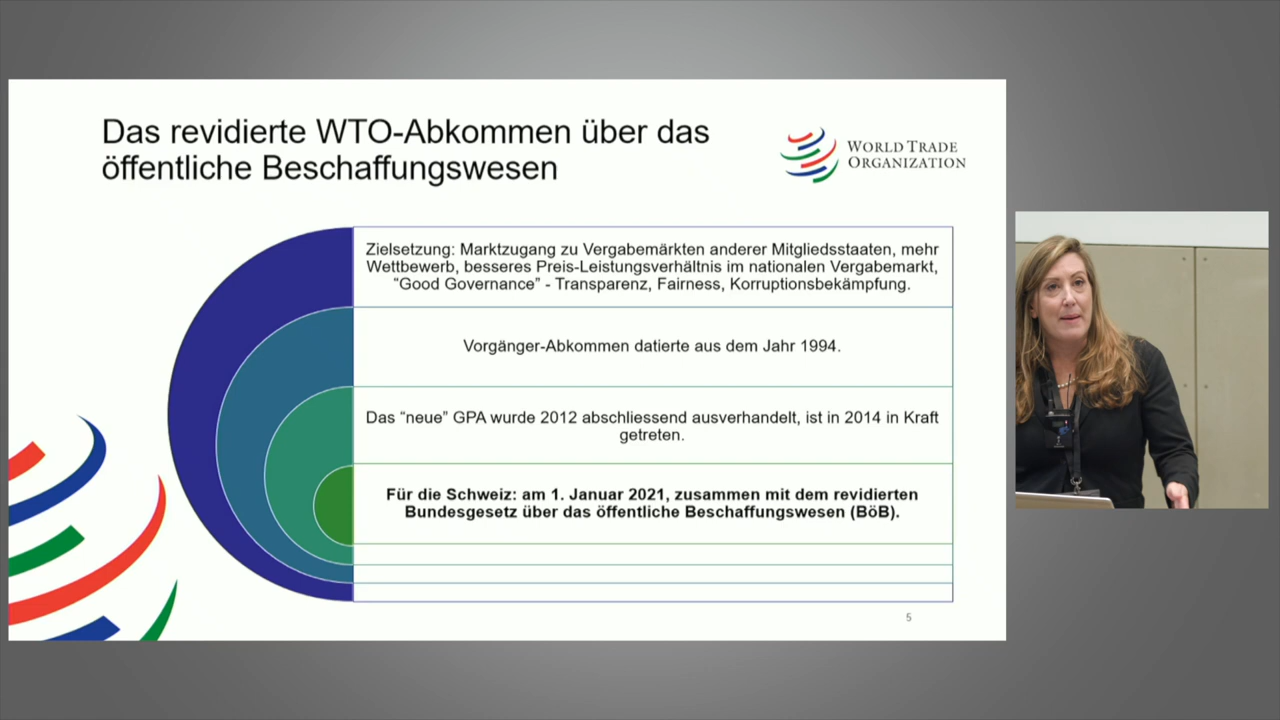 Das revidierte WTO-Abkommen über das
öffentliche Beschaffungswesen
WORLD TRADE
ORGANIZATION
Zielsetzung: Marktzugang zu Vergabemärkten anderer Mitgliedsstaaten, mehr
Wettbewerb, besseres Preis-Leistungsverhältnis im nationalen Vergabemarkt,
“Good Governance” - Transparenz, Fairness, Korruptionsbekämpfung.
Vorgänger-Abkommen datierte aus dem Jahr 1994.
Das “neue” GPA wurde 2012 abschliessend ausverhandelt, ist in 2014 in Kraft
getreten.
Für die Schweiz: am 1. Januar 2021, zusammen mit dem revidierten
Bundesgesetz über das öffentliche Beschaffungswesen (BöB).
5